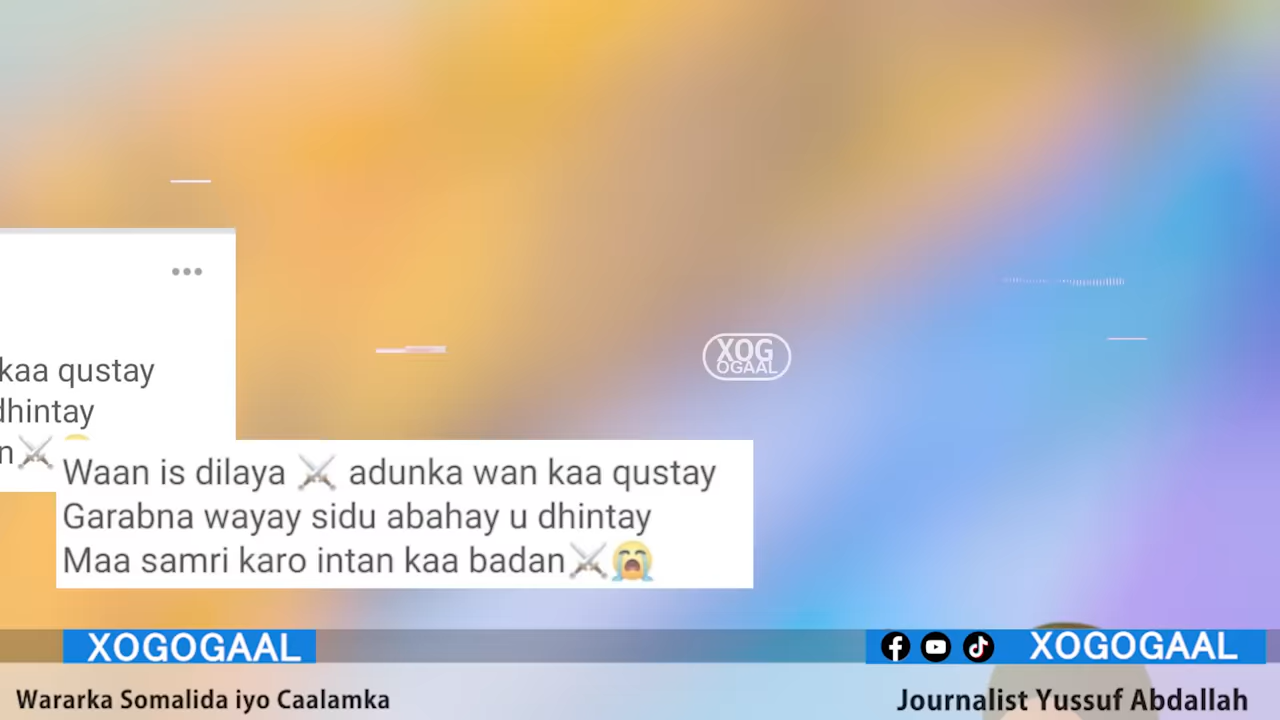 kaa qustay
dhintay
n⚔️
Waan is dilaya ⚔️ adunka wan kaa qustay
Garabna wayay sidu abahay u dhintay
Maa samri karo intan kaa badan⚔️😭
XOG
OGAAL
XOGOGAAL
XOGOGAAL
Wararka Somalida iyo Caalamka
Journalist Yussuf Abdallah